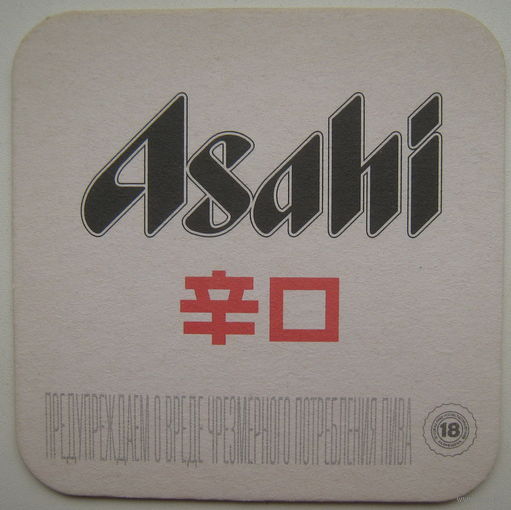 Asahi
辛口
ПРЕДУПРЕЖДАЕМ О ВРЕДЕ ЧРЕЗМЕРНОГО ПОТРЕБЛЕНИЯ ПИВА
18